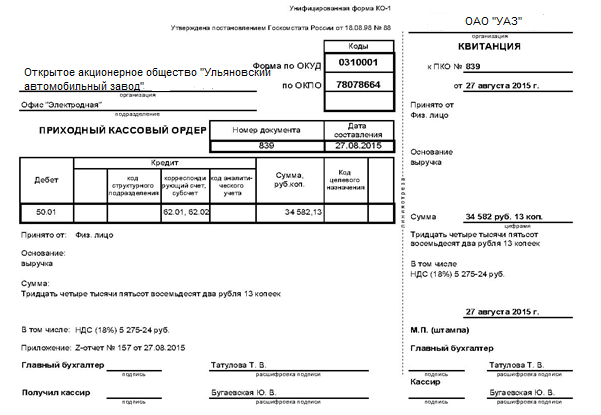 Унифицированная форма КО-1
Утверждена постановлением Госкомстата России от 18.08.98 № 88
Коды
Форма по ОКУД 0310001
Открытое акционерное общество "Ульяновский
автомобильный завод"
по ОКПО 78078664
организация
Офис "Электродная"
подразделение
ПРИХОДНЫЙ КАССОВЫЙ ОРДЕР
Номер документа
Дата
составления
839
27.08.2015
Дебет
Кредит
Сумма,
руб.коп.
Код
целевого
назначения
код
структурного
подразделения
корреспонди
рующий счет,
субсчет
код аналити-
ческого
учета
50.01
62.01, 62.02
34 582,13
Принято от: Физ. лицо
Основание:
выручка
Сумма:
Тридцать четыре тысячи пятьсот восемьдесят два рубля 13 копеек
В том числе: НДС (18%) 5 275-24 руб.
Приложение: Z-отчет № 157 от 27.08.2015
Главный бухгалтер
Татулова Т. В.
подпись
расшифровка подписи
Получил кассир
Бугаевская Ю. В.
подпись
расшифровка подписи
линия отреза
ОАО "УАЗ"
организация
КВИТАНЦИЯ
к ПКО № 839
от 27 августа 2015 г.
Принято от
Физ. лицо
Основание
выручка
Сумма 34 582 руб. 13 коп.
цифрами
Тридцать четыре тысячи пятьсот
восемьдесят два рубля 13 копеек
В том числе
НДС (18%) 5 275-24 руб.
27 августа 2015 г.
М.П. (штампа)
Главный бухгалтер
Татулова Т. В.
подпись
расшифровка подписи
Кассир
Бугаевская Ю. В.
подпись
расшифровка подписи